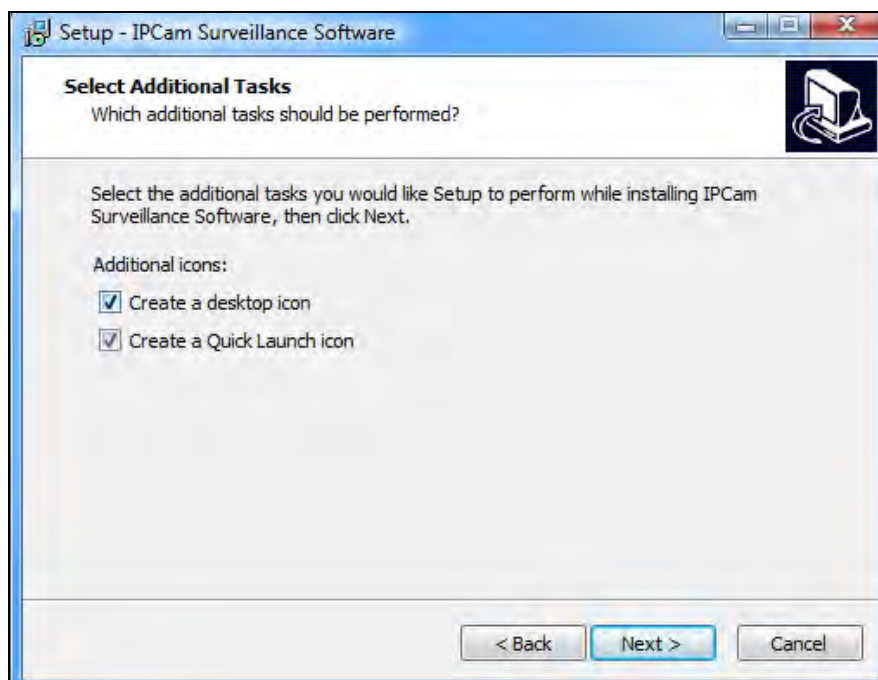 Setup - IPCam Surveillance Software
Select Additional Tasks
Which additional tasks should be performed?
Select the additional tasks you would like Setup to perform while installing IPCam
Surveillance Software, then click Next.
Additional icons:
Create a desktop icon
Create a Quick Launch icon
< Back Next > Cancel